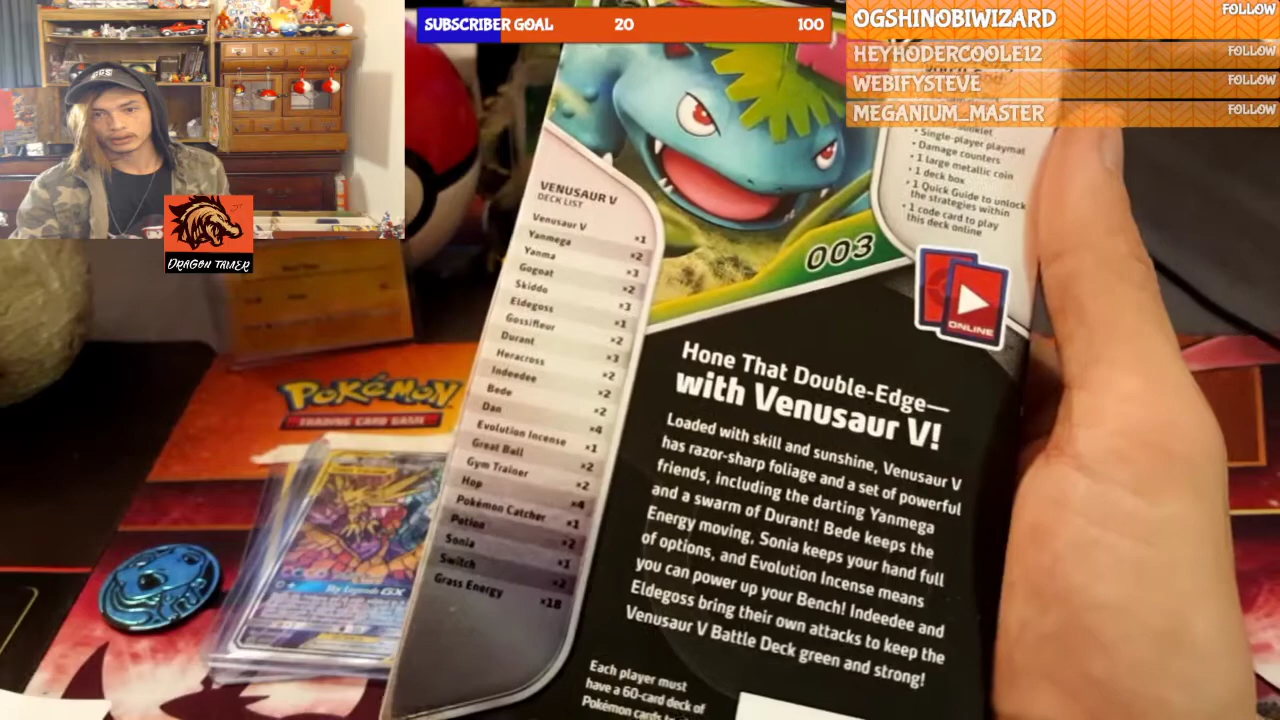 SUBSCRIBER GOAL 20 100
OGSHINOBIWIZARD FOLLOW
HEYHODERCOOLE12 FOLLOW
WEBIFYSTEVE FOLLOW
MEGANIUM_MASTER FOLLOW
DRAGON TAMER
POKÉMON
TRADING CARD GAME
GX
VENUSAUR V
DECK LIST
Venusaur V ×1
Yanmega ×2
Yanma ×3
Gogoat ×2
Skiddo ×3
Eldegoss ×1
Gossifleur ×2
Durant ×3
Heracross ×2
Indeedee ×2
Bede ×2
Dan ×4
Evolution Incense ×1
Great Ball ×2
Gym Trainer ×2
Hop ×4
Pokémon Catcher ×1
Potion ×2
Sonia ×1
Switch ×2
Grass Energy ×18
003
• Single-player playmat
• Damage counters
• 1 large metallic coin
• 1 deck box
• 1 Quick Guide to unlock
the strategies within
• 1 code card to play
this deck online
ONLINE
Hone That Double-Edge—
with Venusaur V!
Loaded with skill and sunshine, Venusaur V
has razor-sharp foliage and a set of powerful
friends, including the darting Yanmega
and a swarm of Durant! Bede keeps the
Energy moving, Sonia keeps your hand full
of options, and Evolution Incense means
you can power up your Bench! Indeedee and
Eldegoss bring their own attacks to keep the
Venusaur V Battle Deck green and strong!
Each player must
have a 60-card deck of
Pokémon cards